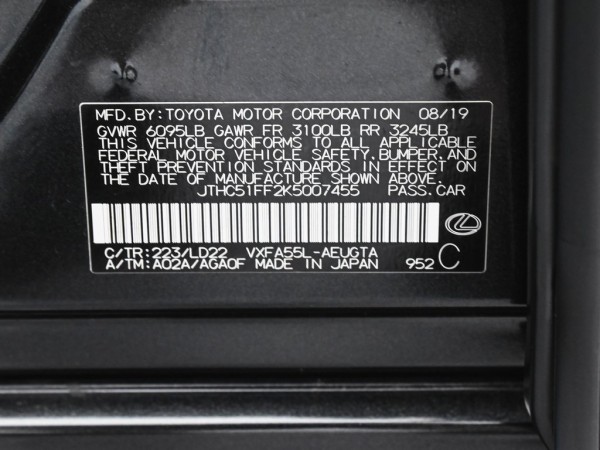 MFD. BY: TOYOTA MOTOR CORPORATION 08/19
GVWR 6095LB GAWR FR 3100LB RR 3245LB
THIS VEHICLE CONFORMS TO ALL APPLICABLE
FEDERAL MOTOR VEHICLE SAFETY, BUMPER, AND
THEFT PREVENTION STANDARDS IN EFFECT ON
THE DATE OF MANUFACTURE SHOWN ABOVE.
JTHC51FF2K5007455 PASS. CAR
C/TR: 223/LD22 VXFA55L-AEUGTA
A/TM: A02A/AGA0F MADE IN JAPAN 952 C